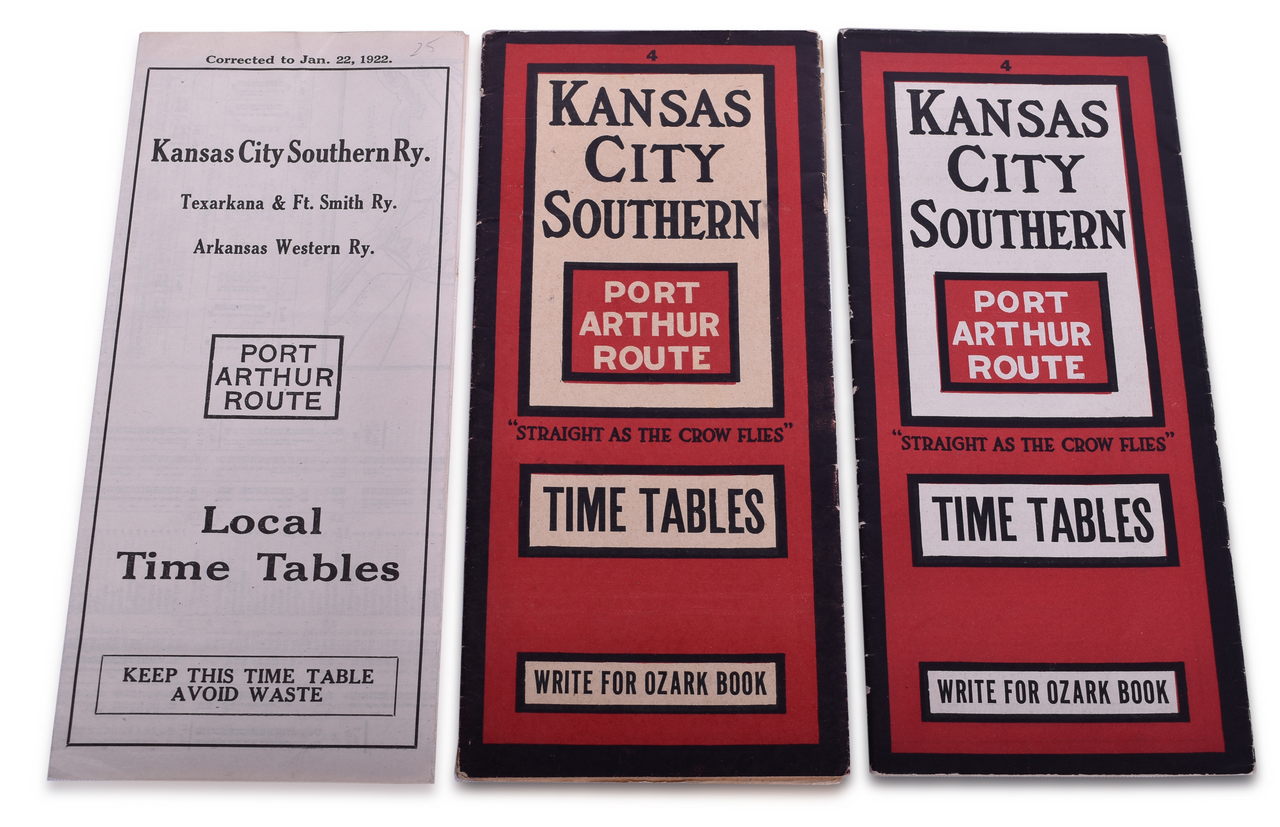 25
Corrected to Jan. 22, 1922.
Kansas City Southern Ry.
Texarkana & Ft. Smith Ry.
Arkansas Western Ry.
PORT
ARTHUR
ROUTE
Local
Time Tables
KEEP THIS TIME TABLE
AVOID WASTE
4
KANSAS
CITY
SOUTHERN
PORT
ARTHUR
ROUTE
"STRAIGHT AS THE CROW FLIES"
TIME TABLES
WRITE FOR OZARK BOOK
4
KANSAS
CITY
SOUTHERN
PORT
ARTHUR
ROUTE
"STRAIGHT AS THE CROW FLIES"
TIME TABLES
WRITE FOR OZARK BOOK